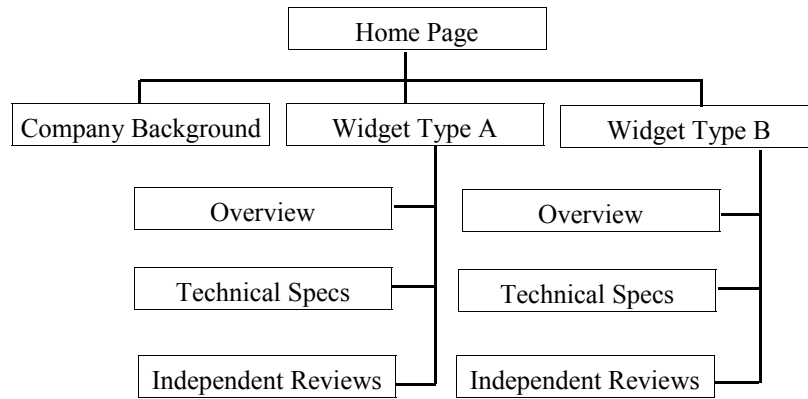 Home Page
Company Background
Widget Type A
Widget Type B
Overview
Overview
Technical Specs
Technical Specs
Independent Reviews
Independent Reviews